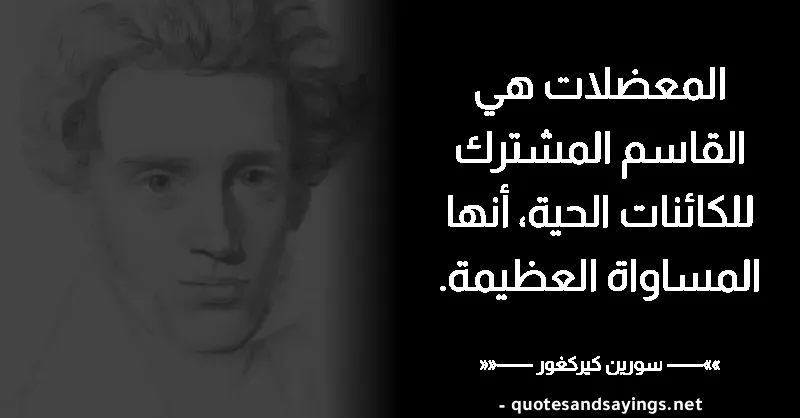 المعضلات هي
القاسم المشترك
للكائنات الحية، أنها
المساواة العظيمة.
»»—— سورين كيركغور ——««
- quotesandsayings.net